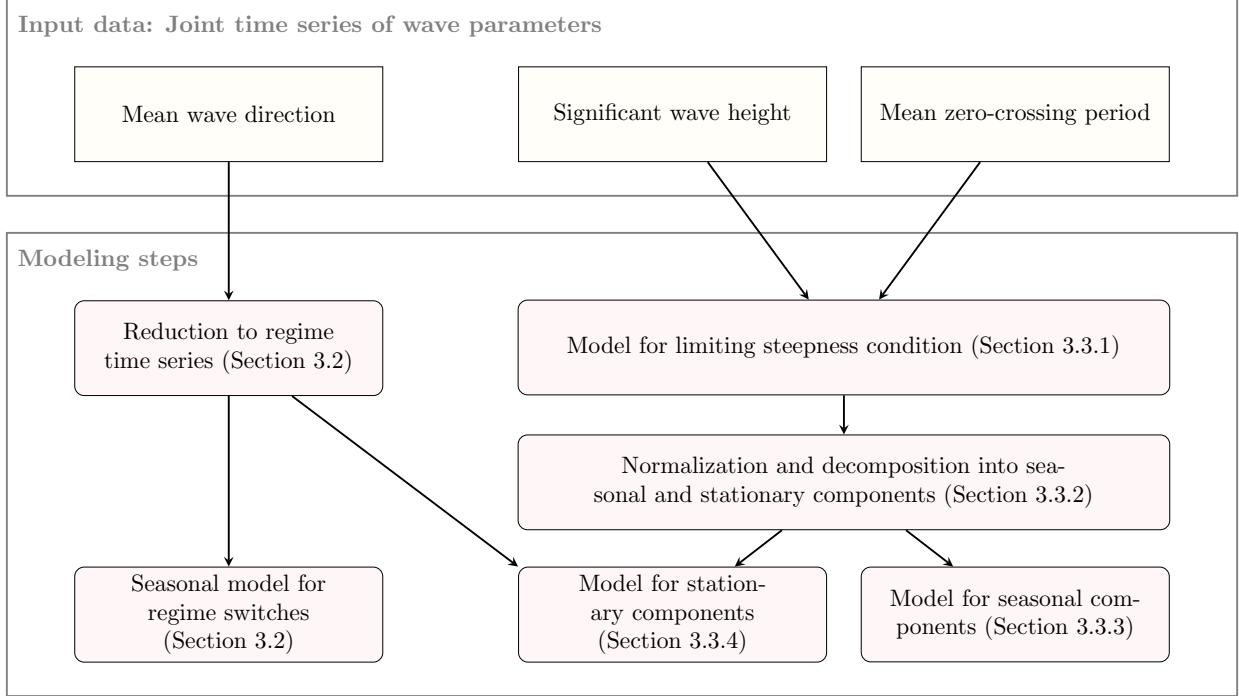 Input data: Joint time series of wave parameters
Mean wave direction
Significant wave height
Mean zero-crossing period
Modeling steps
Reduction to regime
time series (Section 3.2)
Model for limiting steepness condition (Section 3.3.1)
Normalization and decomposition into sea-
sonal and stationary components (Section 3.3.2)
Seasonal model for
regime switches
(Section 3.2)
Model for station-
ary components
(Section 3.3.4)
Model for seasonal com-
ponents (Section 3.3.3)